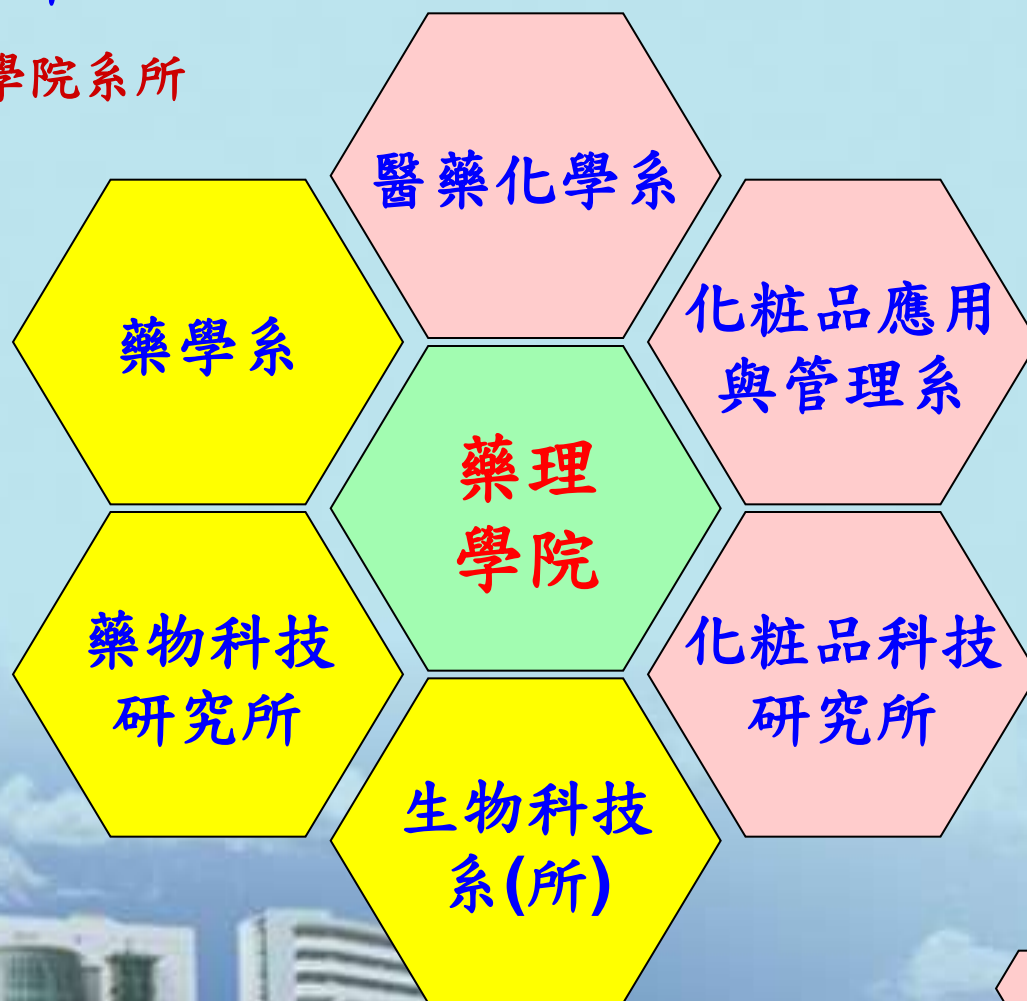 學院系所
醫藥化學系
藥學系
化粧品應用
與管理系
藥理
學院
藥物科技
研究所
化粧品科技
研究所
生物科技
系(所)